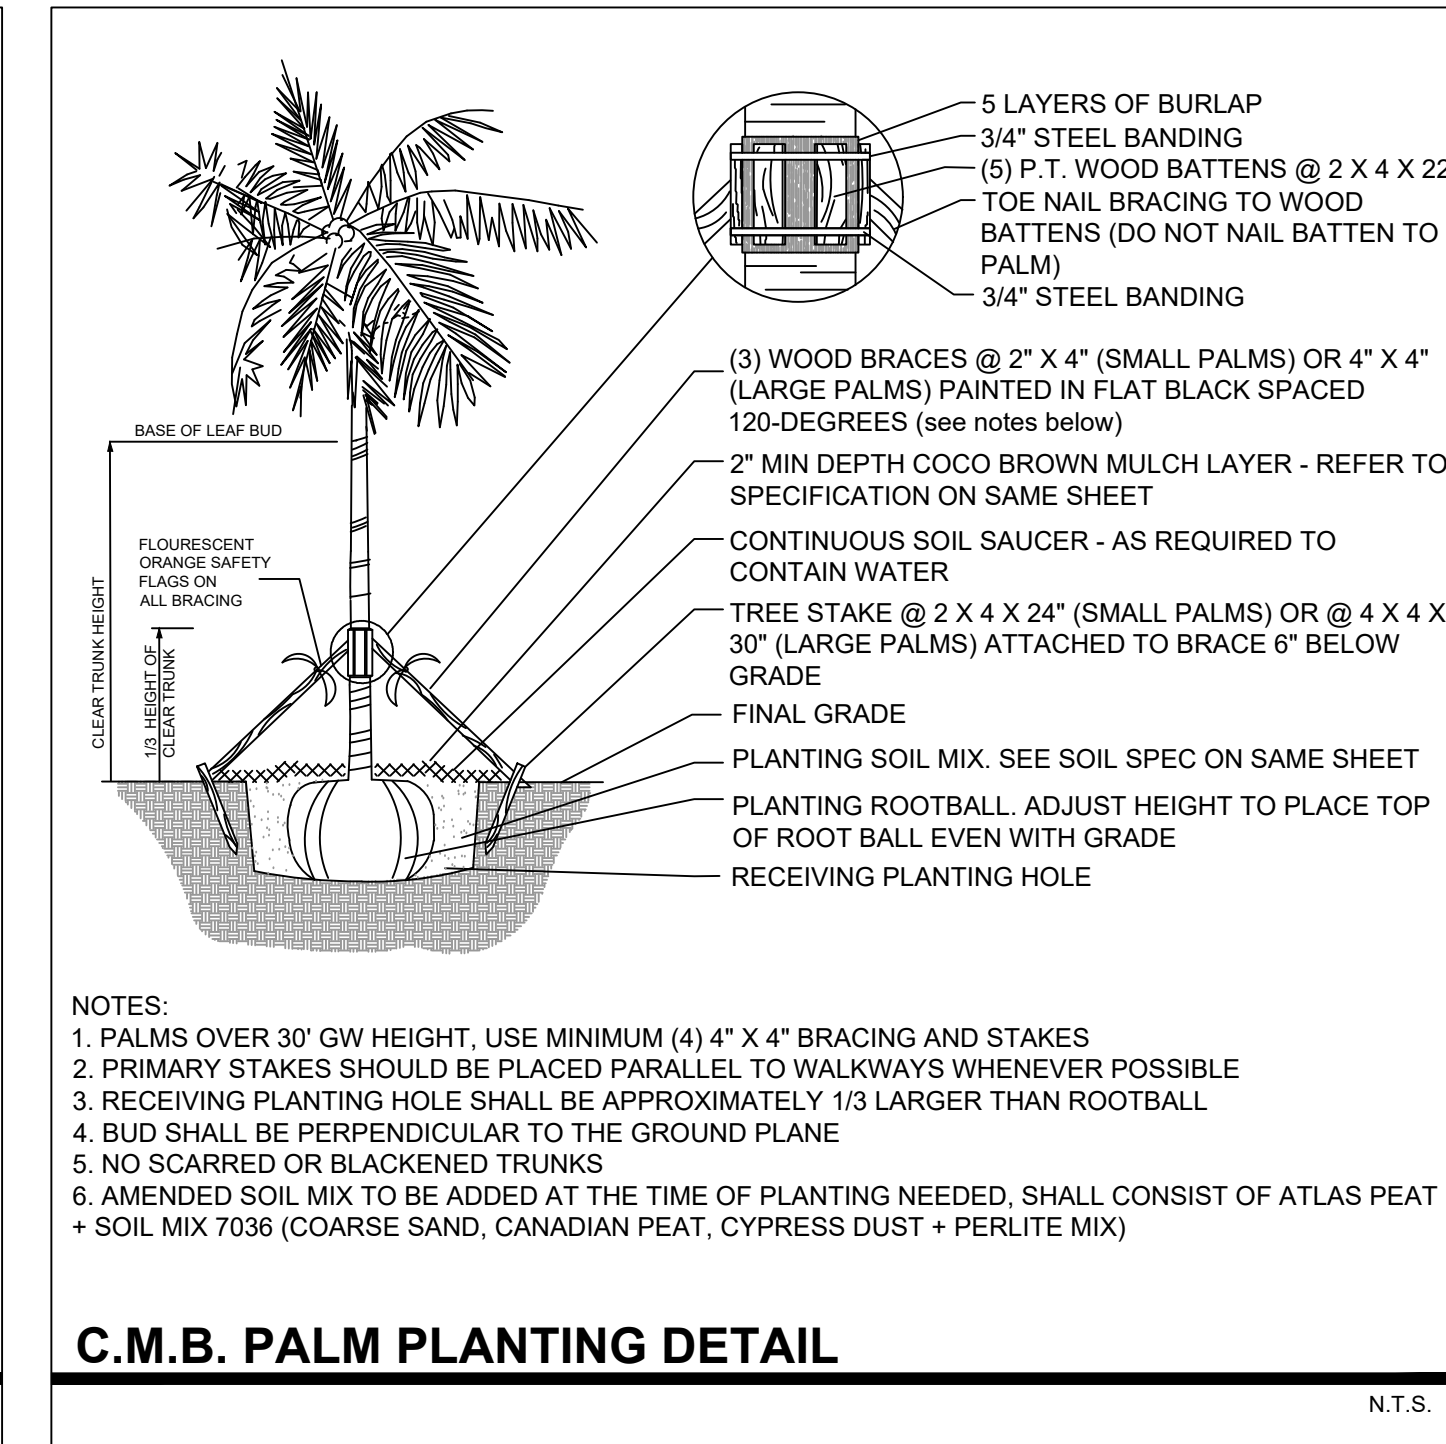 5 LAYERS OF BURLAP
3/4" STEEL BANDING
(5) P.T. WOOD BATTENS @ 2 X 4 X 22
TOE NAIL BRACING TO WOOD
BATTENS (DO NOT NAIL BATTEN TO
PALM)
3/4" STEEL BANDING
(3) WOOD BRACES @ 2" X 4" (SMALL PALMS) OR 4" X 4"
(LARGE PALMS) PAINTED IN FLAT BLACK SPACED
120-DEGREES (see notes below)
2" MIN DEPTH COCO BROWN MULCH LAYER - REFER TO
SPECIFICATION ON SAME SHEET
CONTINUOUS SOIL SAUCER - AS REQUIRED TO
CONTAIN WATER
TREE STAKE @ 2 X 4 X 24" (SMALL PALMS) OR @ 4 X 4 X
30" (LARGE PALMS) ATTACHED TO BRACE 6" BELOW
GRADE
FINAL GRADE
PLANTING SOIL MIX. SEE SOIL SPEC ON SAME SHEET
PLANTING ROOTBALL. ADJUST HEIGHT TO PLACE TOP
OF ROOT BALL EVEN WITH GRADE
RECEIVING PLANTING HOLE
BASE OF LEAF BUD
FLOURESCENT
ORANGE SAFETY
FLAGS ON
ALL BRACING
CLEAR TRUNK HEIGHT
1/3 HEIGHT OF
CLEAR TRUNK
NOTES:
1. PALMS OVER 30' GW HEIGHT, USE MINIMUM (4) 4" X 4" BRACING AND STAKES
2. PRIMARY STAKES SHOULD BE PLACED PARALLEL TO WALKWAYS WHENEVER POSSIBLE
3. RECEIVING PLANTING HOLE SHALL BE APPROXIMATELY 1/3 LARGER THAN ROOTBALL
4. BUD SHALL BE PERPENDICULAR TO THE GROUND PLANE
5. NO SCARRED OR BLACKENED TRUNKS
6. AMENDED SOIL MIX TO BE ADDED AT THE TIME OF PLANTING NEEDED, SHALL CONSIST OF ATLAS PEAT
+ SOIL MIX 7036 (COARSE SAND, CANADIAN PEAT, CYPRESS DUST + PERLITE MIX)
C.M.B. PALM PLANTING DETAIL
N.T.S.